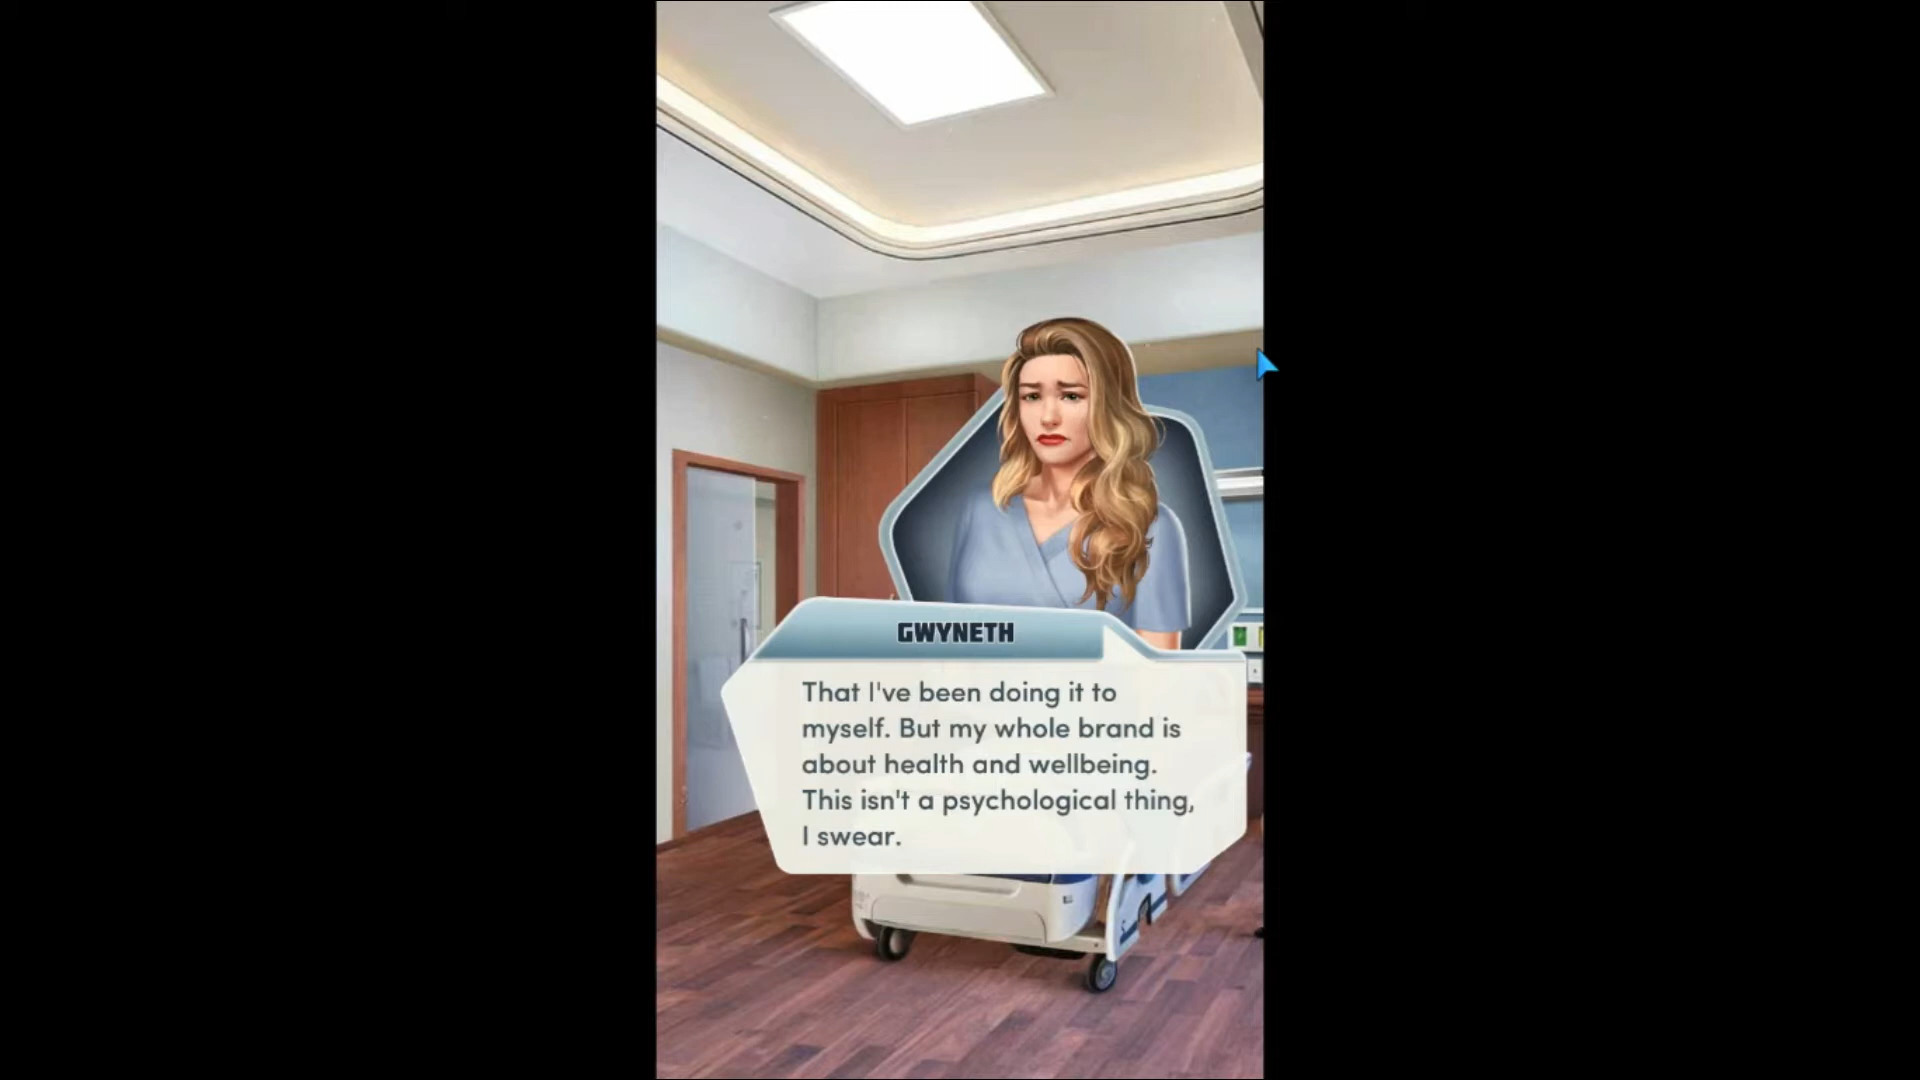 GWYNETH
That I've been doing it to
myself. But my whole brand is
about health and wellbeing.
This isn't a psychological thing,
I swear.